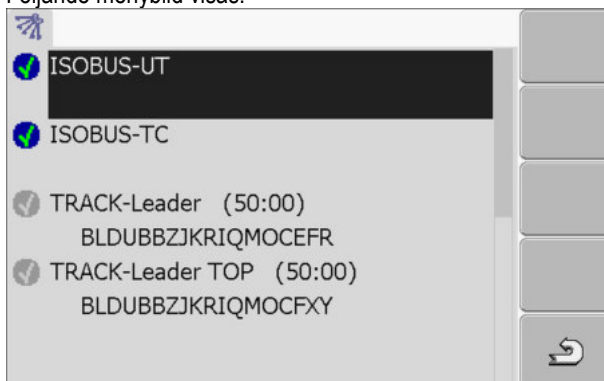 Följande menybild visas:
ISOBUS-UT
ISOBUS-TC
TRACK-Leader (50:00)
BLDUBBZJKRIQMOCEFR
TRACK-Leader TOP (50:00)
BLDUBBZJKRIQMOCFXY